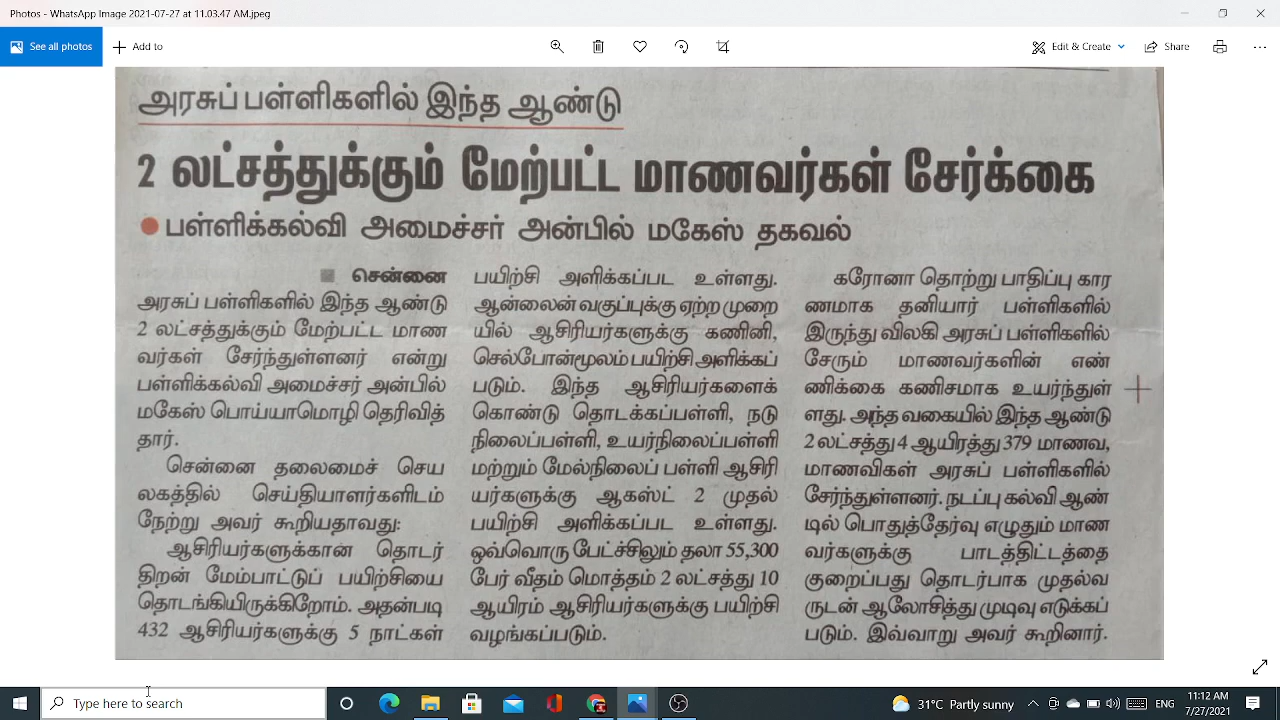 Photos - WhatsApp Image 2021-07-27 at 11.03.47 AM.jpeg
See all photos
Add to
Edit & Create
Share
அரசுப் பள்ளிகளில் இந்த ஆண்டு
2 லட்சத்துக்கும் மேற்பட்ட மாணவர்கள் சேர்க்கை
பள்ளிக்கல்வி அமைச்சர் அன்பில் மகேஸ் தகவல்
சென்னை
அரசுப் பள்ளிகளில் இந்த ஆண்டு
2 லட்சத்துக்கும் மேற்பட்ட மாண
வர்கள் சேர்ந்துள்ளனர் என்று
பள்ளிக்கல்வி அமைச்சர் அன்பில்
மகேஸ் பொய்யாமொழி தெரிவித்
தார்.
சென்னை தலைமைச் செய
லகத்தில் செய்தியாளர்களிடம்
நேற்று அவர் கூறியதாவது:
ஆசிரியர்களுக்கான தொடர்
திறன் மேம்பாட்டுப் பயிற்சியை
தொடங்கியிருக்கிறோம். அதன்படி
432 ஆசிரியர்களுக்கு 5 நாட்கள்
பயிற்சி அளிக்கப்பட உள்ளது.
ஆன்லைன் வகுப்புக்கு ஏற்ற முறை
யில் ஆசிரியர்களுக்கு கணினி,
செல்போன்மூலம் பயிற்சி அளிக்கப்
படும். இந்த ஆசிரியர்களைக்
கொண்டு தொடக்கப்பள்ளி, நடு
நிலைப்பள்ளி, உயர்நிலைப்பள்ளி
மற்றும் மேல்நிலைப் பள்ளி ஆசிரி
யர்களுக்கு ஆகஸ்ட் 2 முதல்
பயிற்சி அளிக்கப்பட உள்ளது.
ஒவ்வொரு பேட்ச்சிலும் தலா 55,300
பேர் வீதம் மொத்தம் 2 லட்சத்து 10
ஆயிரம் ஆசிரியர்களுக்கு பயிற்சி
வழங்கப்படும்.
கரோனா தொற்று பாதிப்பு கார
ணமாக தனியார் பள்ளிகளில்
இருந்து விலகி அரசுப் பள்ளிகளில்
சேரும் மாணவர்களின் எண்
ணிக்கை கணிசமாக உயர்ந்துள்
ளது. அந்த வகையில் இந்த ஆண்டு
2 லட்சத்து 4 ஆயிரத்து 379 மாணவ,
மாணவிகள் அரசுப் பள்ளிகளில்
சேர்ந்துள்ளனர். நடப்பு கல்வி ஆண்
டில் பொதுத்தேர்வு எழுதும் மாண
வர்களுக்கு பாடத்திட்டத்தை
குறைப்பது தொடர்பாக முதல்வ
ருடன் ஆலோசித்து முடிவு எடுக்கப்
படும். இவ்வாறு அவர் கூறினார்.
Type here to search
31°C Partly sunny
ENG
11:12 AM
7/27/2021